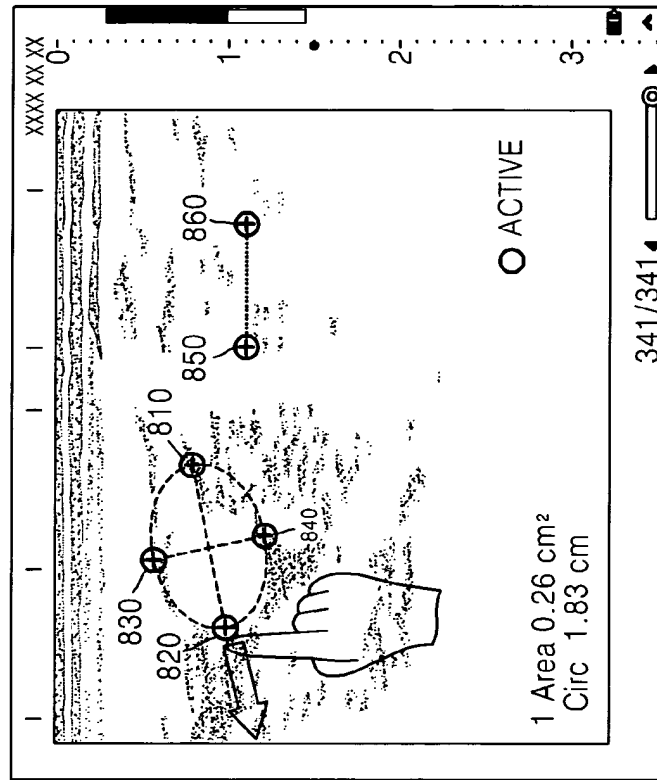 XXXX XX XX
0-
1-
2-
3-
830
810
820
840
850
860
ACTIVE
1 Area 0.26 cm²
Circ 1.83 cm
341/341